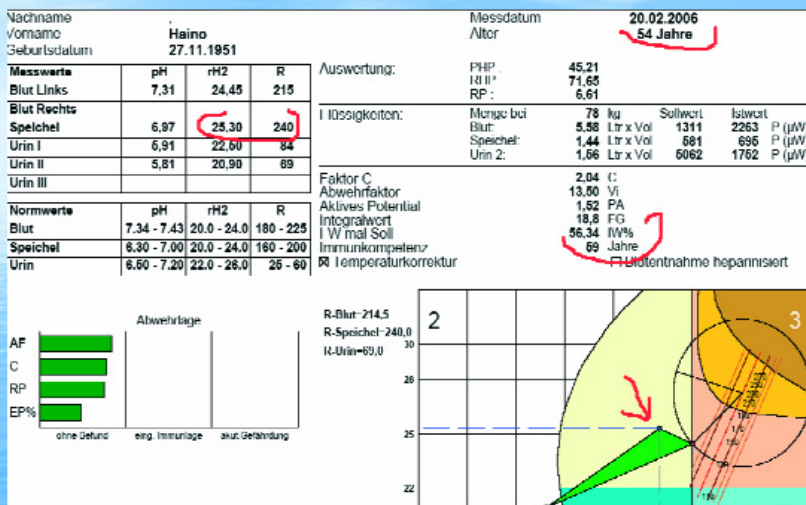 Nachname .
Vorname Haino
Geburtsdatum 27.11.1951
Messdatum 20.02.2006
Alter 54 Jahre
Messwerte pH rH2 R
Blut Links 7,31 24,45 215
Blut Rechts
Speichel 6,97 25,30 240
Urin I 5,91 22,50 84
Urin II 5,81 20,90 69
Urin III
Normwerte pH rH2 R
Blut 7.34 - 7.43 20.0 - 24.0 180 - 225
Speichel 6.30 - 7.00 20.0 - 24.0 160 - 200
Urin 6.50 - 7.20 22.0 - 26.0 25 - 60
Auswertung: PHP : 45,21
RHP : 71,65
RP : 6,61
Flüssigkeiten: Menge bei 78 kg Sollwert Istwert
Blut: 5,58 Ltr x Vol 1311 2263 P (µW)
Speichel: 1,44 Ltr x Vol 581 695 P (µW)
Urin 2: 1,56 Ltr x Vol 5062 1752 P (µW)
Faktor C 2,04 C
Abwehrfaktor 13,50 Vi
Aktives Potential 1,52 PA
Integralwert 18,8 FG
I W mal Soll 56,34 IW%
Immunkompetenz 59 Jahre
Temperaturkorrektur Blutentnahme heparinisiert
Abwehrlage
AF
C
RP
EP%
ohne Befund eing. Immunlage akut Gefährdung
R-Blut=214,5
R-Speichel=240,0
R-Urin=69,0
2 3
30
28
25
22